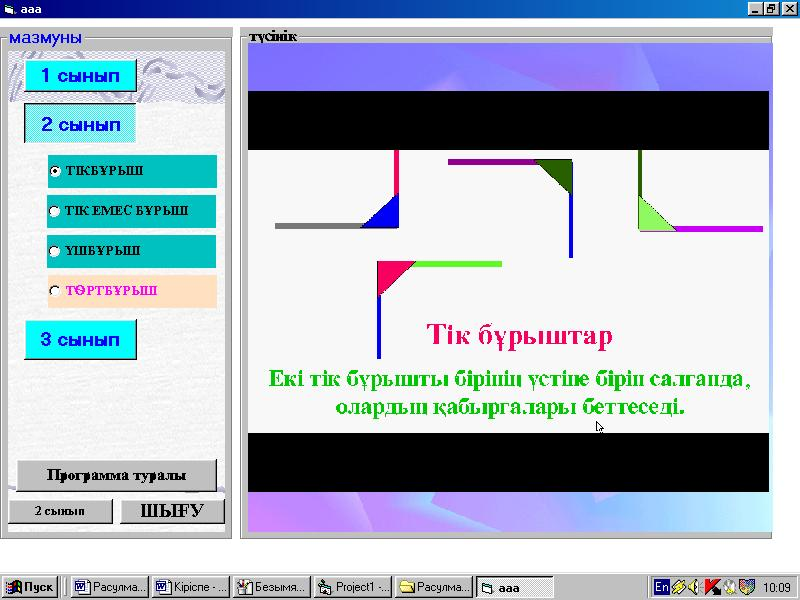 ааа
мазмуны
1 сынып
2 сынып
ТІКБҰРЫШ
ТІК ЕМЕС БҰРЫШ
ҮШБҰРЫШ
ТӨРТБҰРЫШ
3 сынып
Программа туралы
2 сынып
ШЫҒУ
түсінік
Тік бұрыштар
Екі тік бұрышты бірінің үстіне бірін салғанда,
олардың қабырғалары беттеседі.
Пуск
Расулма...
Кіріспе - ...
Безымя...
Project1 -...
Расулма...
ааа
En
10:09